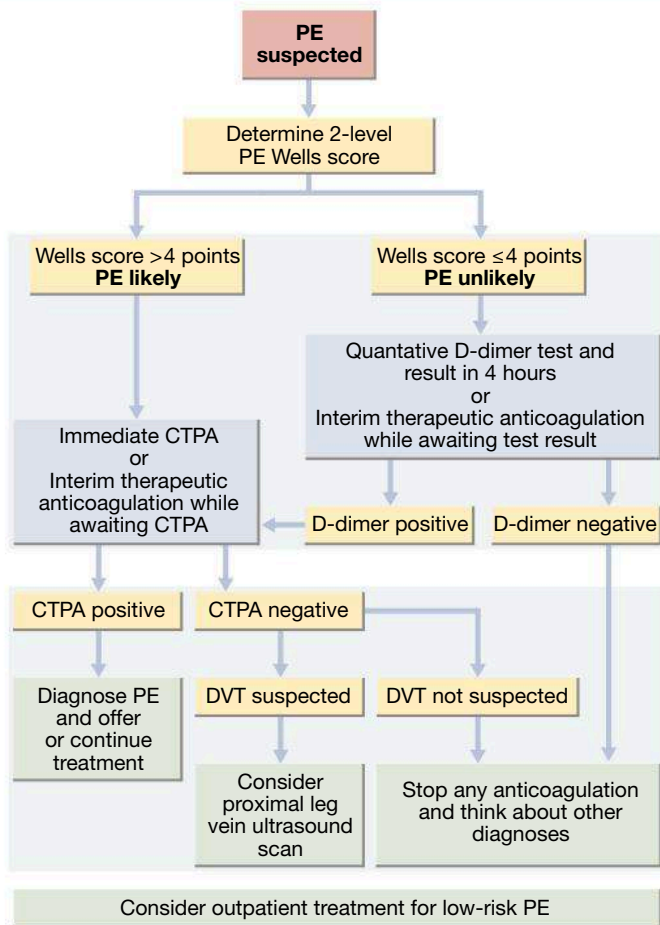 PE
suspected
Determine 2-level
PE Wells score
Wells score >4 points
PE likely
Wells score ≤4 points
PE unlikely
Quantative D-dimer test and
result in 4 hours
or
Interim therapeutic anticoagulation
while awaiting test result
Immediate CTPA
or
Interim therapeutic
anticoagulation while
awaiting CTPA
D-dimer positive
D-dimer negative
CTPA positive
CTPA negative
Diagnose PE
and offer
or continue
treatment
DVT suspected
DVT not suspected
Consider
proximal leg
vein ultrasound
scan
Stop any anticoagulation
and think about other
diagnoses
Consider outpatient treatment for low-risk PE